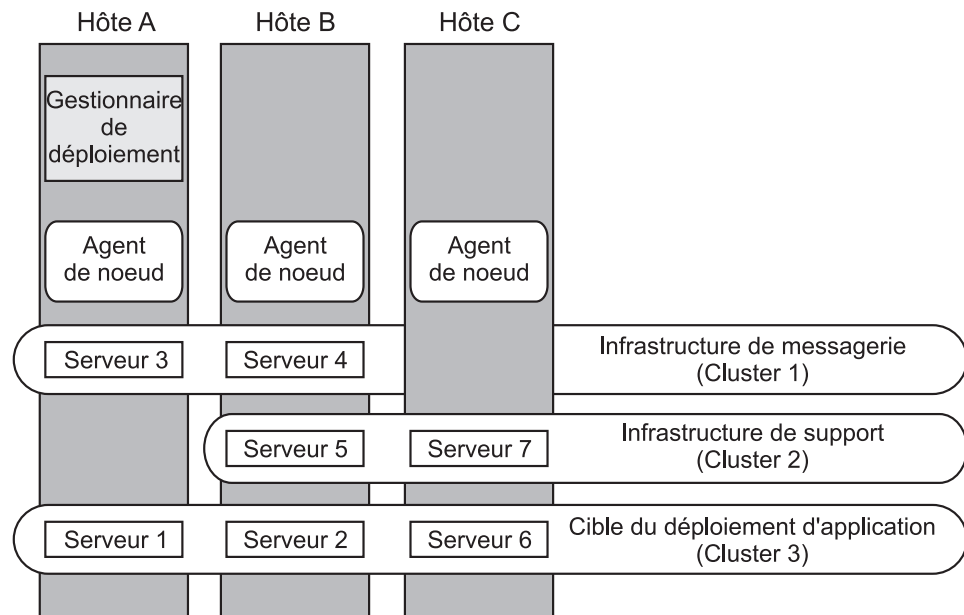 Hôte A
Hôte B
Hôte C
Gestionnaire
de
déploiement
Agent
de noeud
Agent
de noeud
Agent
de noeud
Serveur 3
Serveur 4
Infrastructure de messagerie
(Cluster 1)
Serveur 5
Serveur 7
Infrastructure de support
(Cluster 2)
Serveur 1
Serveur 2
Serveur 6
Cible du déploiement d'application
(Cluster 3)